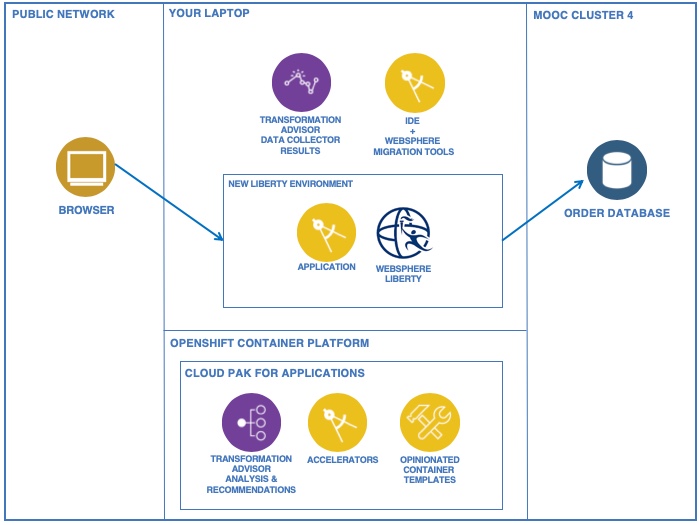 PUBLIC NETWORK
YOUR LAPTOP
MOOC CLUSTER 4
TRANSFORMATION
ADVISOR
DATA COLLECTOR
RESULTS
IDE
+
WEBSPHERE
MIGRATION TOOLS
BROWSER
NEW LIBERTY ENVIRONMENT
APPLICATION
WEBSPHERE
LIBERTY
ORDER DATABASE
OPENSHIFT CONTAINER PLATFORM
CLOUD PAK FOR APPLICATIONS
TRANSFORMATION
ADVISOR
ANALYSIS &
RECOMMENDATIONS
ACCELERATORS
OPINIONATED
CONTAINER
TEMPLATES